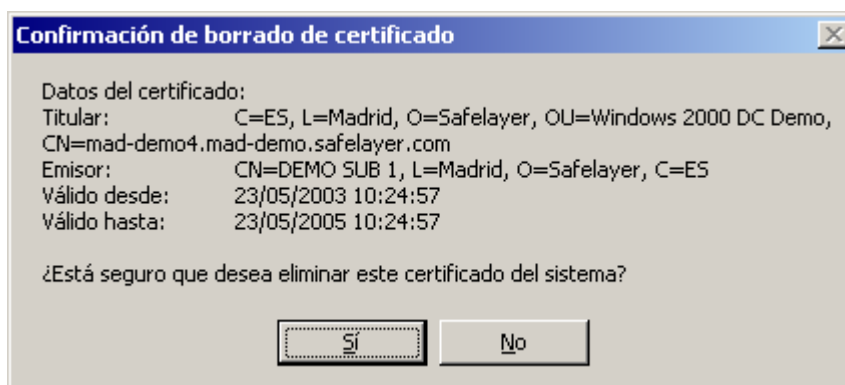 Confirmación de borrado de certificado
Datos del certificado:
Titular: C=ES, L=Madrid, O=Safelayer, OU=Windows 2000 DC Demo,
CN=mad-demo4.mad-demo.safelayer.com
Emisor: CN=DEMO SUB 1, L=Madrid, O=Safelayer, C=ES
Válido desde: 23/05/2003 10:24:57
Válido hasta: 23/05/2005 10:24:57
¿Está seguro que desea eliminar este certificado del sistema?
Sí No